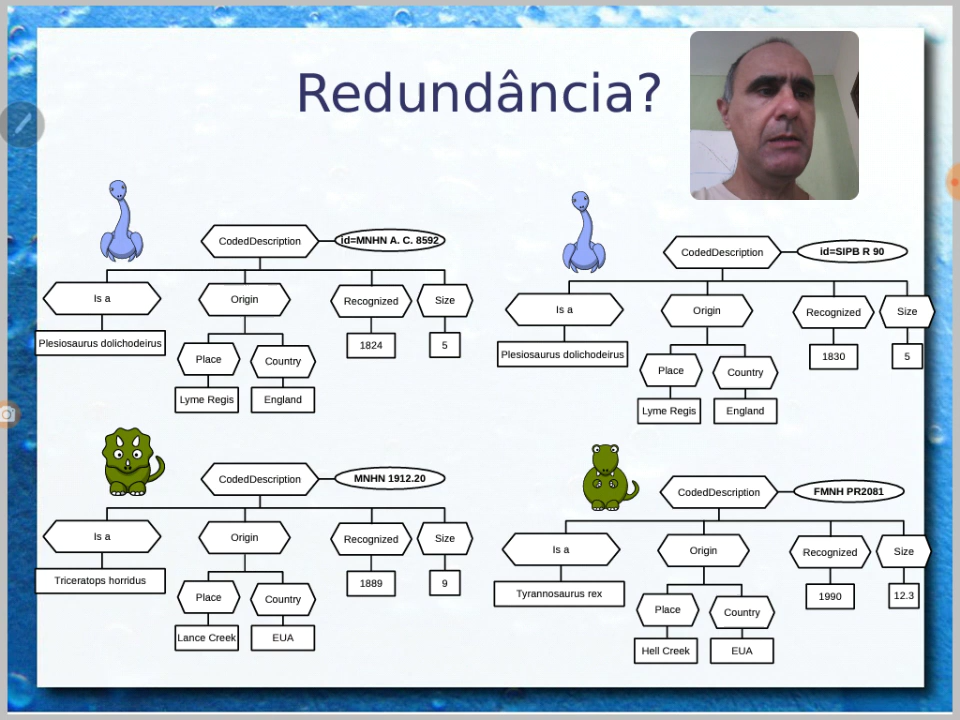 Redundância?
CodedDescription
id=MNHN A. C. 8592
Is a
Origin
Recognized
Size
Plesiosaurus dolichodeirus
Place
Country
1824
5
Lyme Regis
England
CodedDescription
id=SIPB R 90
Is a
Origin
Recognized
Size
Plesiosaurus dolichodeirus
Place
Country
1830
5
Lyme Regis
England
CodedDescription
MNHN 1912.20
Is a
Origin
Recognized
Size
Triceratops horridus
Place
Country
1889
9
Lance Creek
EUA
CodedDescription
FMNH PR2081
Is a
Origin
Recognized
Size
Tyrannosaurus rex
Place
Country
1990
12.3
Hell Creek
EUA